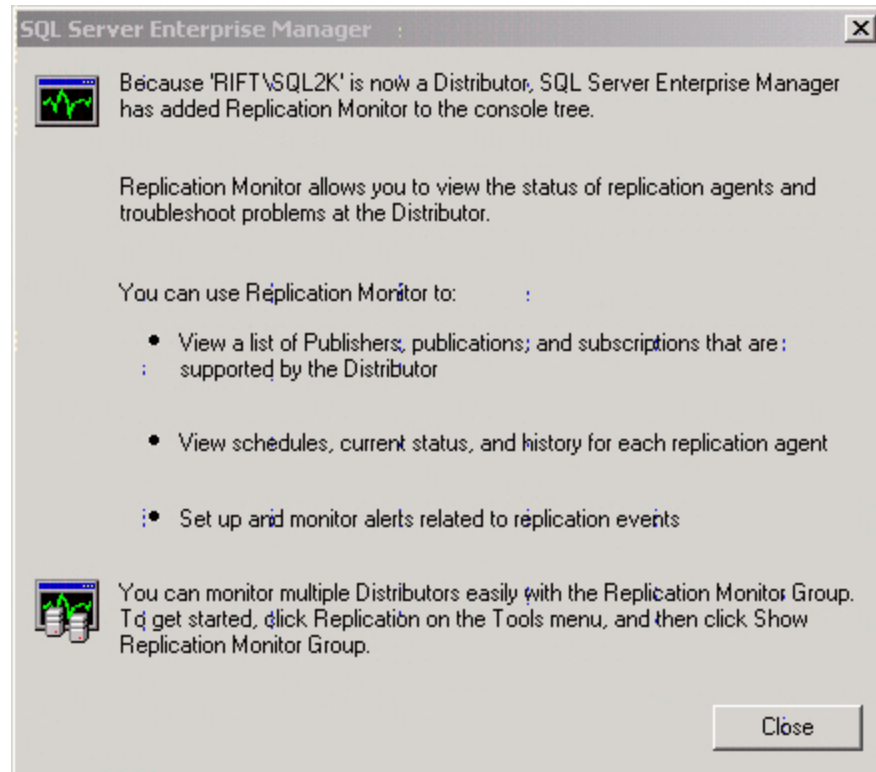 SQL Server Enterprise Manager
Because 'RIFT\SQL2K' is now a Distributor, SQL Server Enterprise Manager
has added Replication Monitor to the console tree.
Replication Monitor allows you to view the status of replication agents and
troubleshoot problems at the Distributor.
You can use Replication Monitor to:
• View a list of Publishers, publications, and subscriptions that are
supported by the Distributor
• View schedules, current status, and history for each replication agent
• Set up and monitor alerts related to replication events
You can monitor multiple Distributors easily with the Replication Monitor Group.
To get started, click Replication on the Tools menu, and then click Show
Replication Monitor Group.
Close